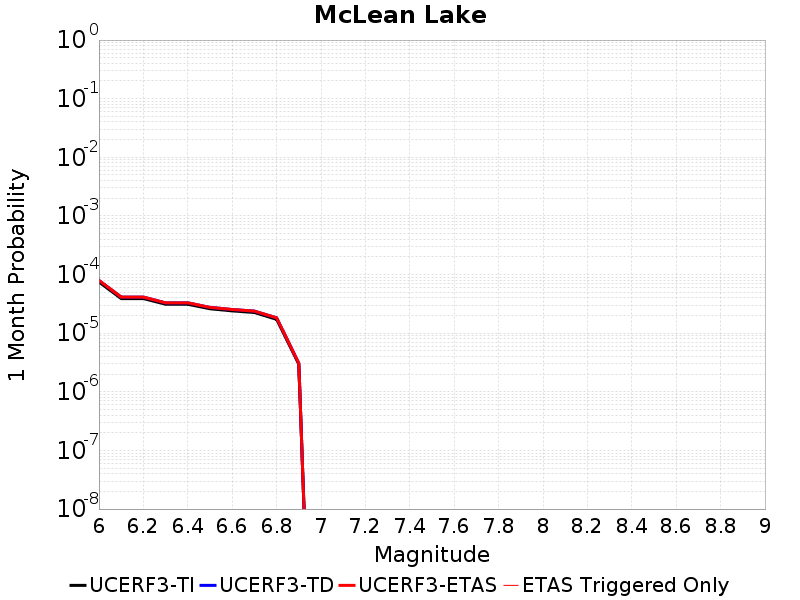 McLean Lake
1 Month Probability
10^0
10^-1
10^-2
10^-3
10^-4
10^-5
10^-6
10^-7
10^-8
6 6.2 6.4 6.6 6.8 7 7.2 7.4 7.6 7.8 8 8.2 8.4 8.6 8.8 9
Magnitude
UCERF3-TI UCERF3-TD UCERF3-ETAS ETAS Triggered Only